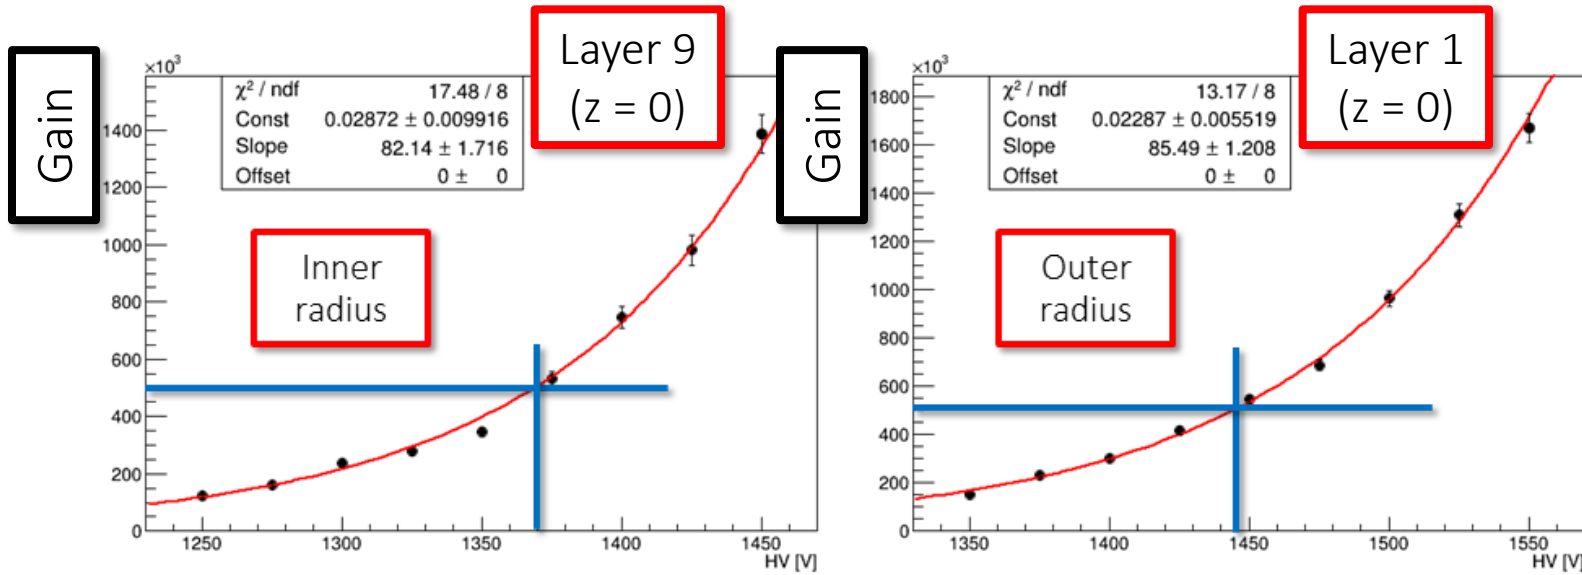 Gain
×10³
Layer 9
(z = 0)
χ² / ndf 17.48 / 8
Const 0.02872 ± 0.009916
Slope 82.14 ± 1.716
Offset 0 ± 0
Inner
radius
1400
1200
1000
800
600
400
200
0
1250 1300 1350 1400 1450
HV [V]
Gain
×10³
Layer 1
(z = 0)
χ² / ndf 13.17 / 8
Const 0.02287 ± 0.005519
Slope 85.49 ± 1.208
Offset 0 ± 0
Outer
radius
1800
1600
1400
1200
1000
800
600
400
200
0
1350 1400 1450 1500 1550
HV [V]